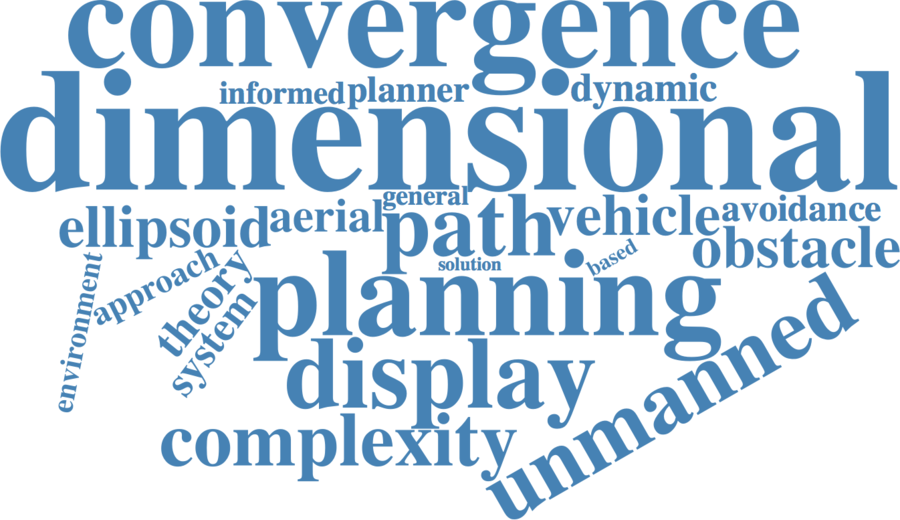 convergence
informed planner dynamic
dimensional
general
ellipsoid aerial path vehicle avoidance
obstacle
solution based
environment approach theory planning
system
display unmanned
complexity